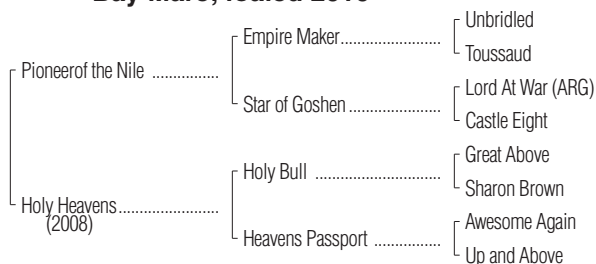 Bay Mare, foaled
Unbridled
Empire Maker......................
Toussaud
Pioneerof the Nile ...............
Lord At War (ARG)
Star of Goshen.....................
Castle Eight
Great Above
Holy Bull ............................
Sharon Brown
Holy Heavens......................
(2008)
Awesome Again
Heavens Passport ...............
Up and Above